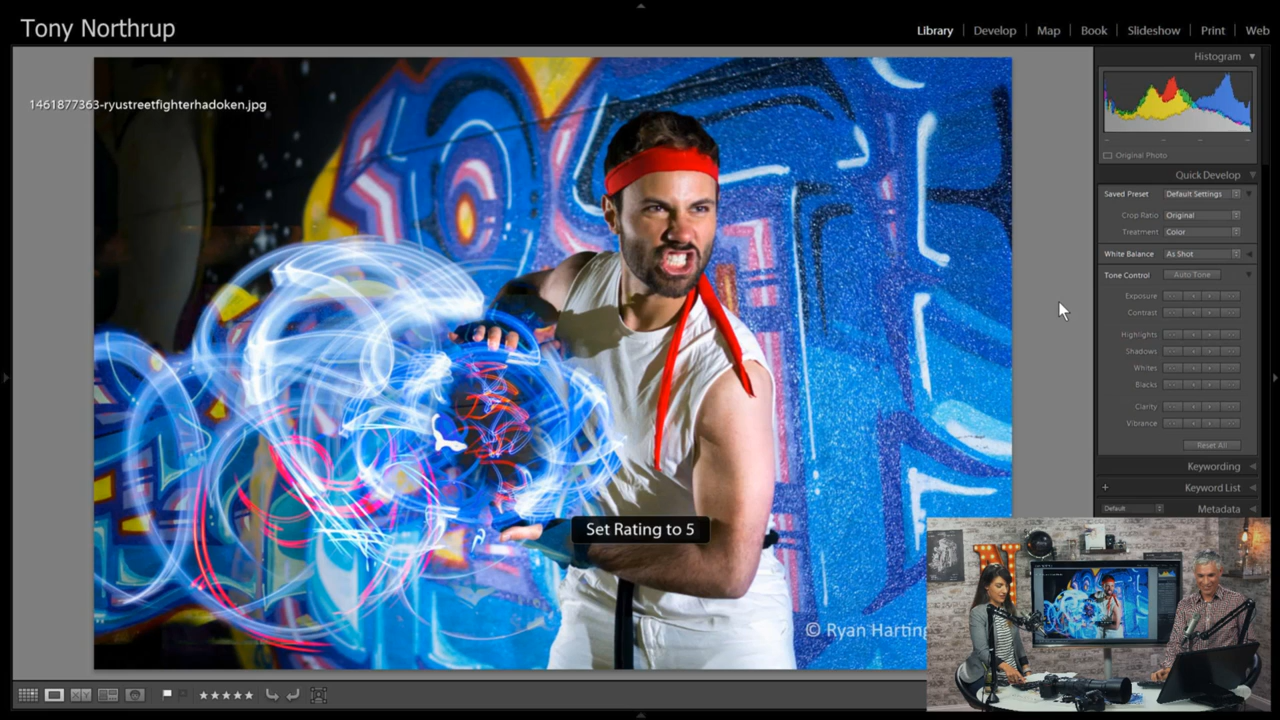 Tony Northrup
Library | Develop | Map | Book | Slideshow | Print | Web
1461877363-ryustreetfighterhadoken.jpg
Histogram
Original Photo
Quick Develop
Saved Preset Default Settings
Crop Ratio Original
Treatment Color
White Balance As Shot
Tone Control Auto Tone
Exposure
Contrast
Highlights
Shadows
Whites
Blacks
Clarity
Vibrance
Reset All
Keywording
+ Keyword List
Default Metadata
Set Rating to 5
© Ryan Harting
XY